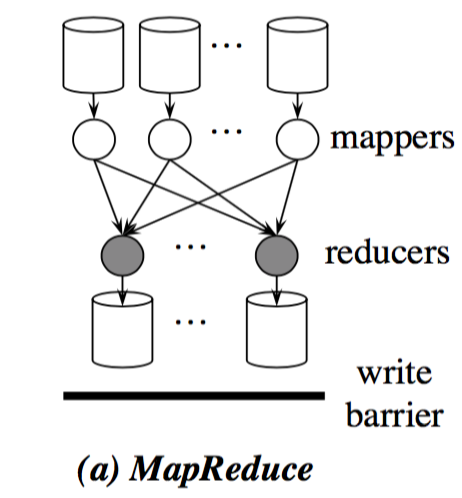 ...
...
mappers
...
reducers
...
write
barrier
(a) MapReduce